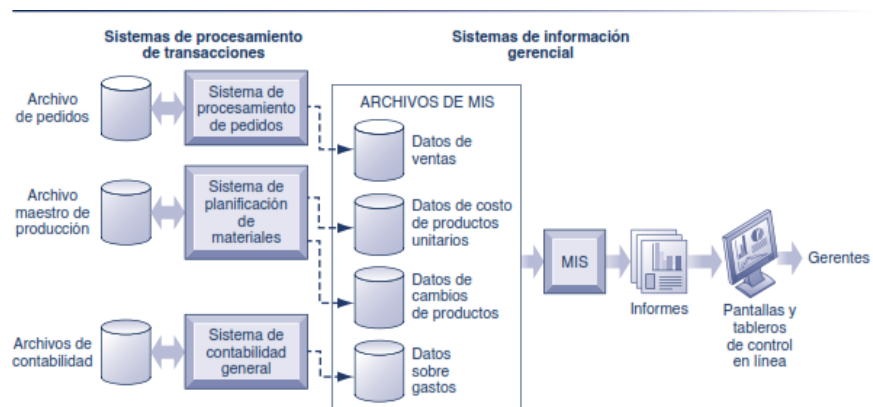 Sistemas de procesamiento
de transacciones
Sistemas de información
gerencial
Archivo
de pedidos
Sistema de
procesamiento
de pedidos
ARCHIVOS DE MIS
Datos de
ventas
Archivo
maestro de
producción
Sistema de
planificación
de
materiales
Datos de costo
de productos
unitarios
MIS
Informes
Pantallas y
tableros
de control
en línea
Gerentes
Datos de
cambios
de productos
Archivos de
contabilidad
Sistema de
contabilidad
general
Datos
sobre
gastos